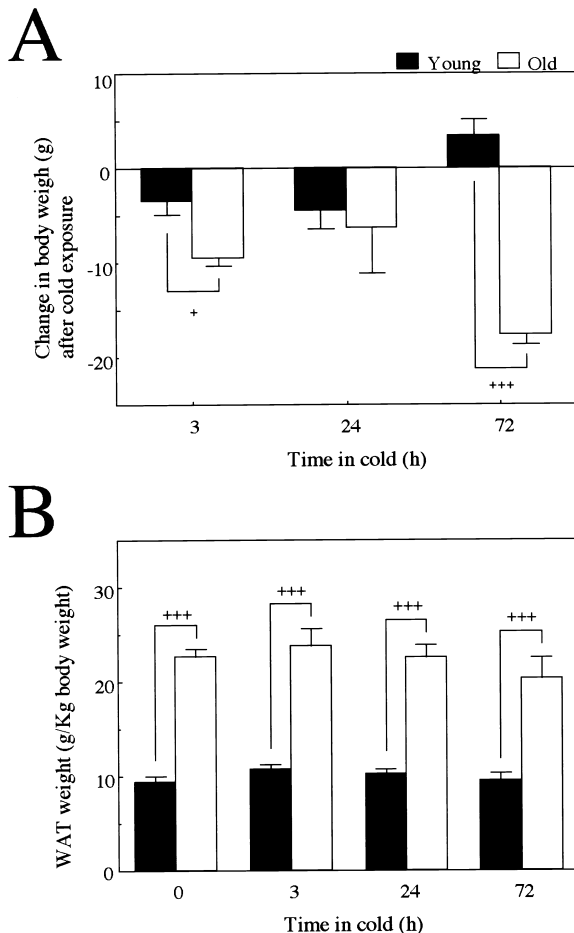 A
Young Old
10
0
-10
-20
Change in body weigh (g)
after cold exposure
+
+++
3 24 72
Time in cold (h)
B
30
20
10
0
WAT weight (g/Kg body weight)
+++ +++ +++ +++
0 3 24 72
Time in cold (h)